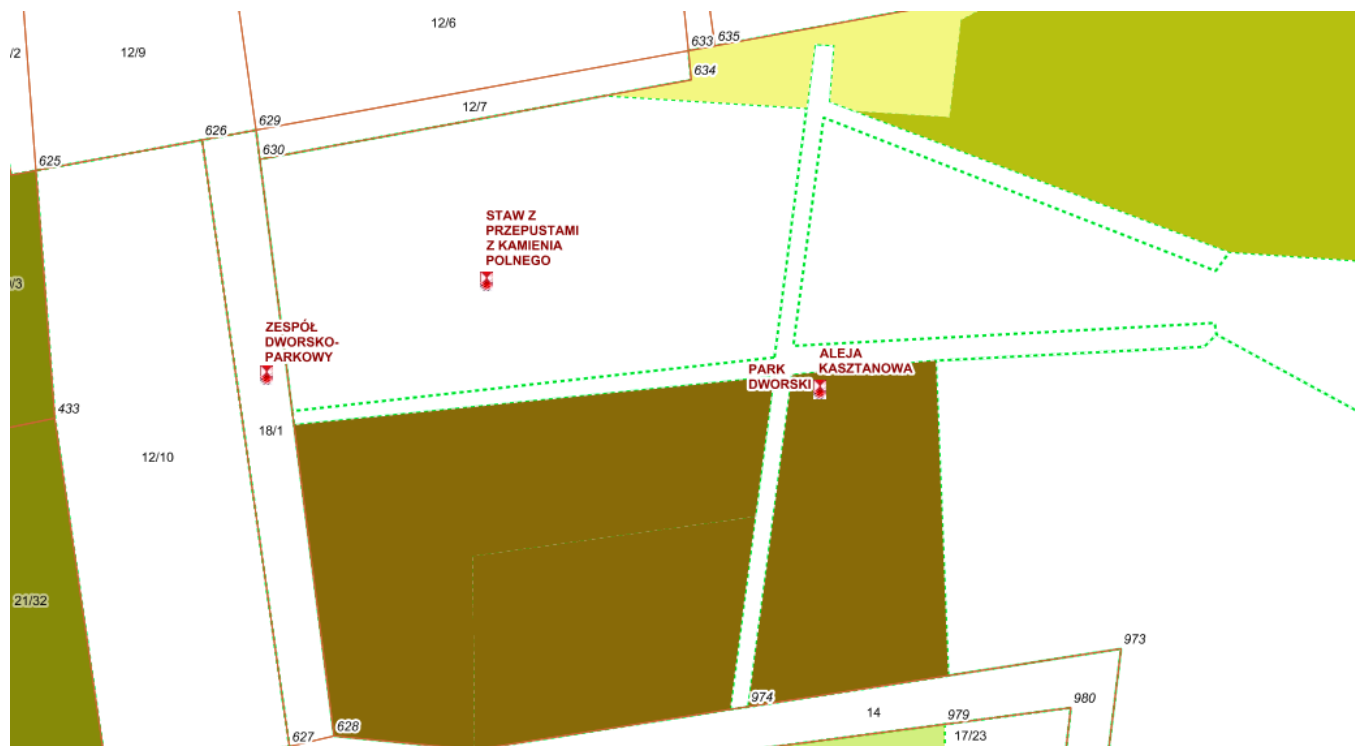 12/6
12/9
/2
633
635
634
12/7
629
626
630
625
STAW Z
PRZEPUSTAMI
Z KAMIENIA
POLNEGO
/3
ZESPÓŁ
DWORSKO-
PARKOWY
ALEJA
KASZTANOWA
PARK
DWORSKI
433
18/1
12/10
21/32
973
974
980
14
979
628
627
17/23